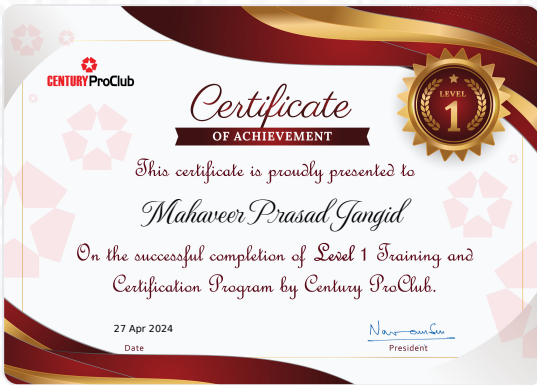 CENTURY ProClub
LEVEL
1
Certificate
OF ACHIEVEMENT
This certificate is proudly presented to
Mahaveer Prasad Jangid
On the successful completion of Level 1 Training and
Certification Program by Century ProClub.
27 Apr 2024
Date
President